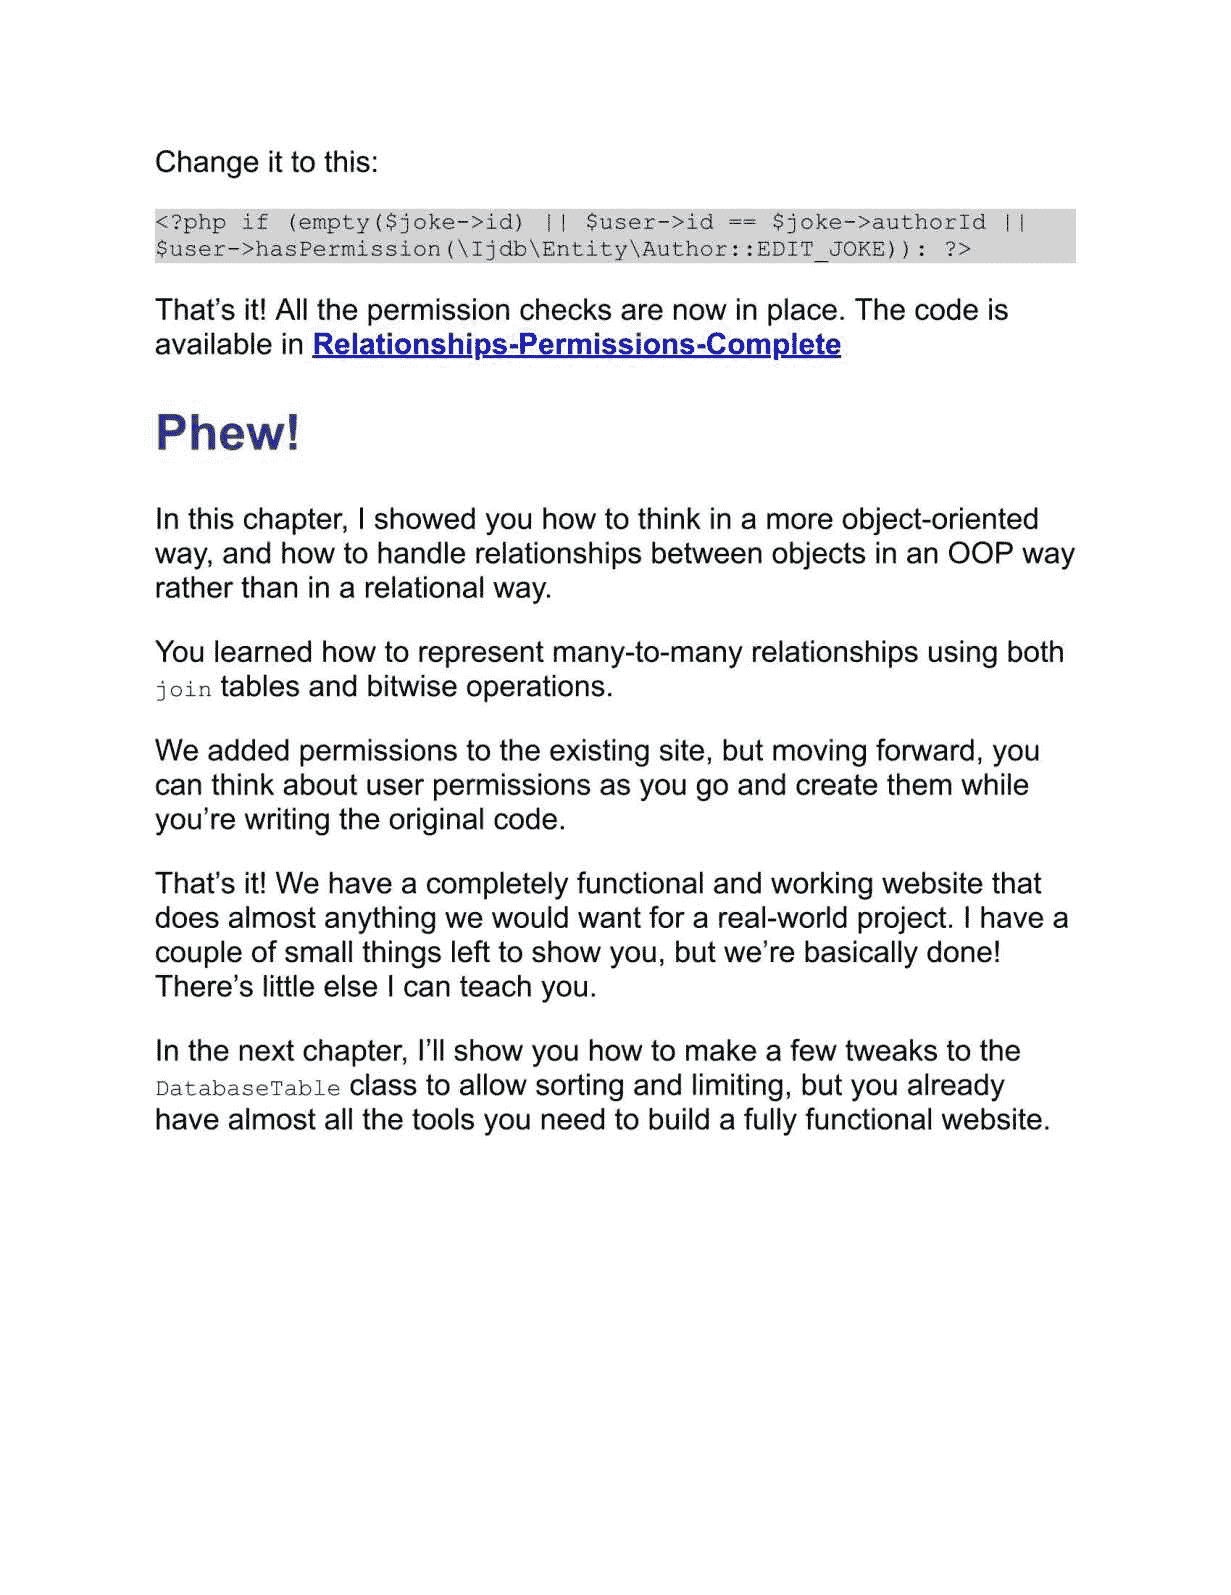 Change it to this:
<?php if (empty($joke->id) || $user->id == $joke->authorId ||
$user->hasPermission(\Ijdb\Entity\Author::EDIT_JOKE)): ?>
That’s it! All the permission checks are now in place. The code is
available in Relationships-Permissions-Complete
Phew!
In this chapter, I showed you how to think in a more object-oriented
way, and how to handle relationships between objects in an OOP way
rather than in a relational way.
You learned how to represent many-to-many relationships using both
join tables and bitwise operations.
We added permissions to the existing site, but moving forward, you
can think about user permissions as you go and create them while
you’re writing the original code.
That’s it! We have a completely functional and working website that
does almost anything we would want for a real-world project. I have a
couple of small things left to show you, but we’re basically done!
There’s little else I can teach you.
In the next chapter, I’ll show you how to make a few tweaks to the
DatabaseTable class to allow sorting and limiting, but you already
have almost all the tools you need to build a fully functional website.